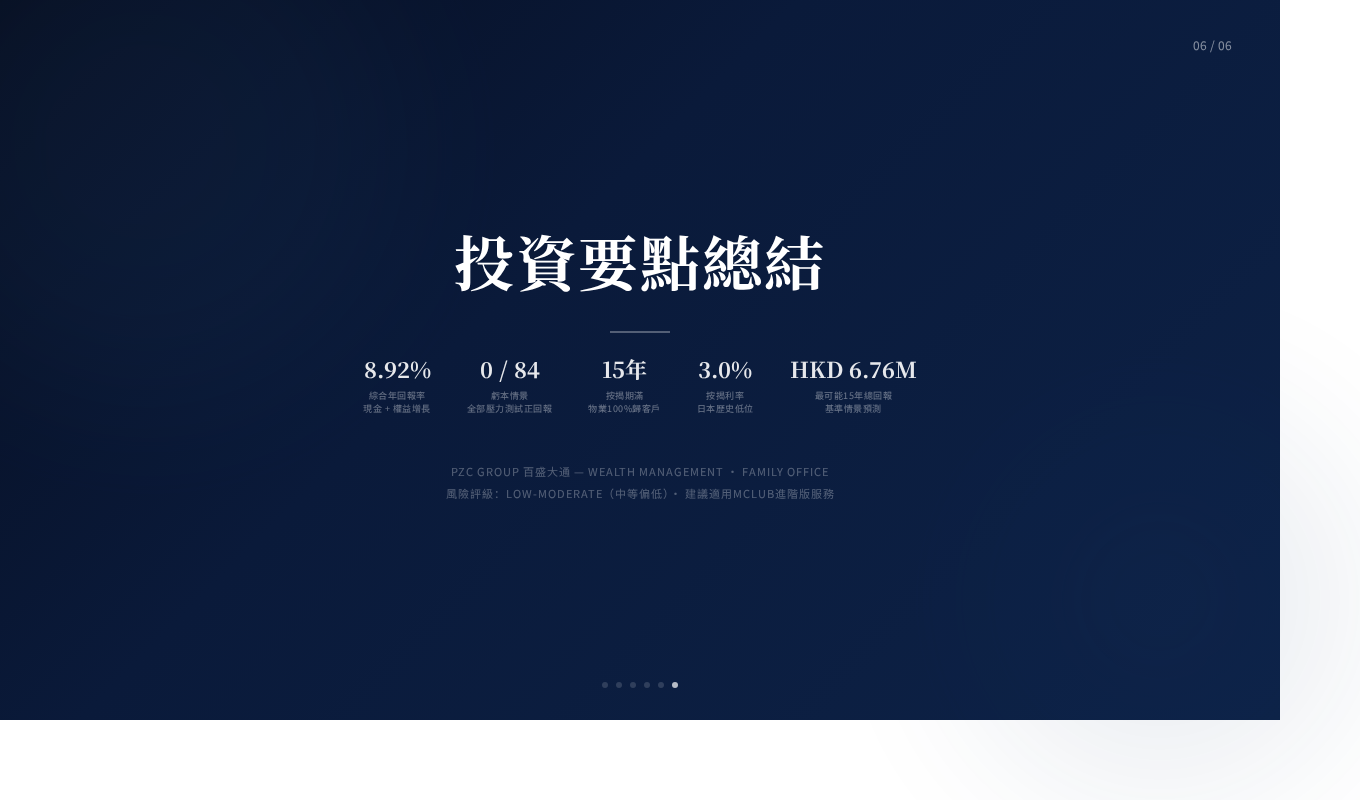 06 / 06
投資要點總結
8.92%
綜合年回報率
現金 + 權益增長
0 / 84
虧本情景
全部壓力測試正回報
15年
按揭期滿
物業100%歸客戶
3.0%
按揭利率
日本歷史低位
HKD 6.76M
最可能15年總回報
基準情景預測
PZC GROUP 百盛大通 — WEALTH MANAGEMENT ・ FAMILY OFFICE
風險評級：LOW-MODERATE（中等偏低）・ 建議適用MCLUB進階版服務